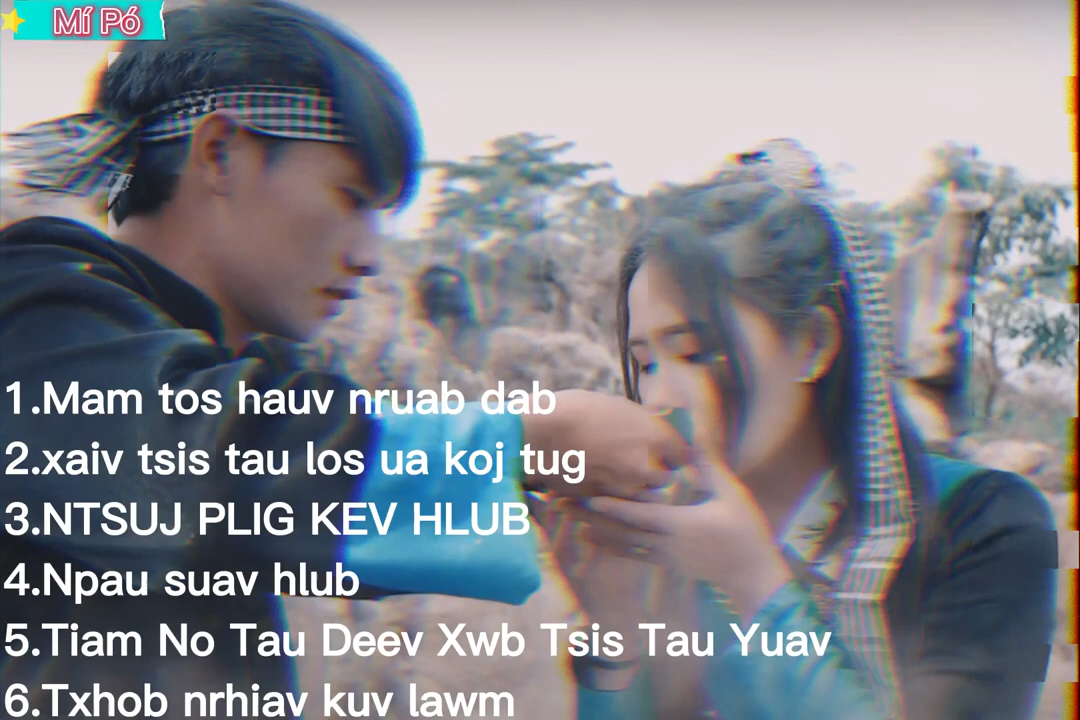 Mí Pó
1.Mam tos hauv nruab dab
2.xaiv tsis tau los ua koj tug
3.NTSUJ PLIG KEV HLUB
4.Npau suav hlub
5.Tiam No Tau Deev Xwb Tsis Tau Yuav
6.Txhob nrhiav kuv lawm